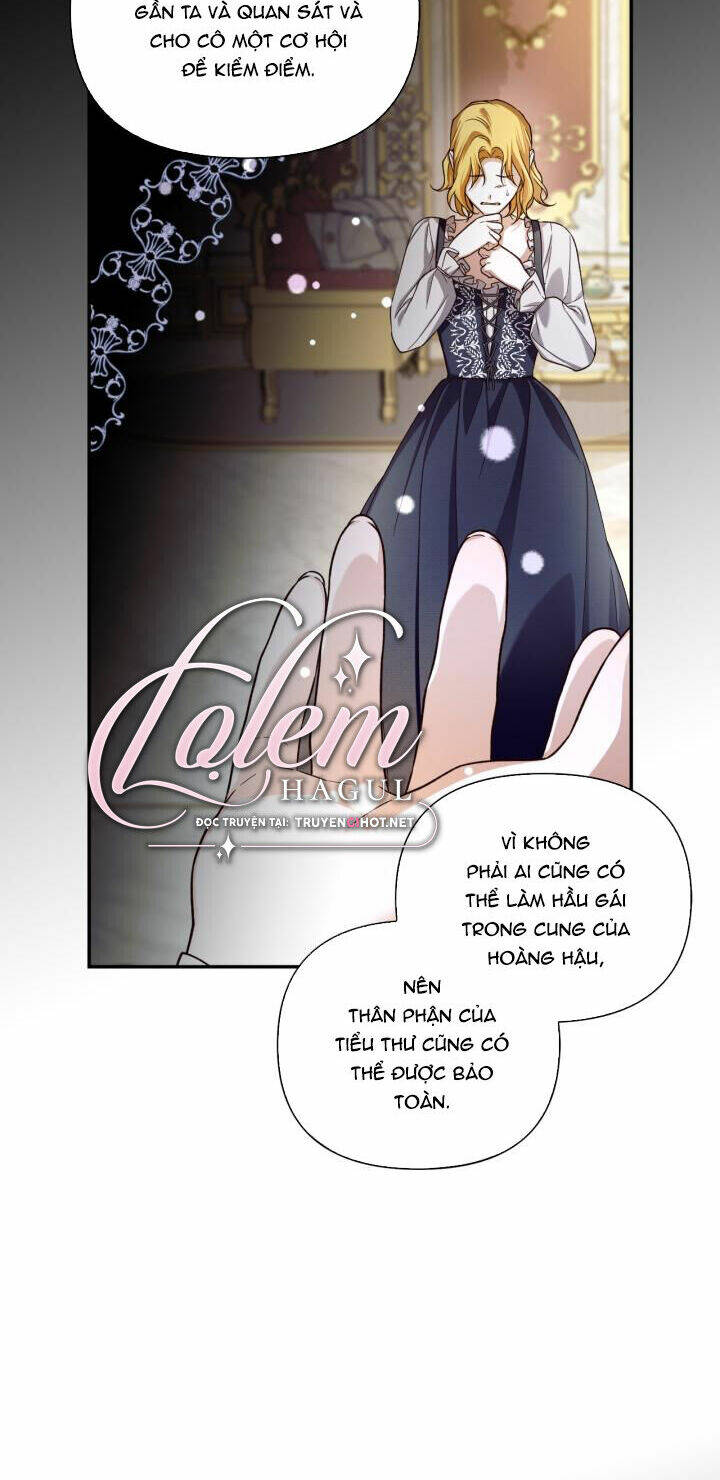 GẦN TA VÀ QUAN SÁT VÀ
CHO CÔ MỘT CƠ HỘI
ĐỂ KIỂM ĐIỂM.
Lọlem
HAGUL
ĐỌC TRUYỆN TẠI: TRUYENGIHOT.NET
VÌ KHÔNG
PHẢI AI CŨNG CÓ
THỂ LÀM HẦU GÁI
TRONG CUNG CỦA
HOÀNG HẬU,
NÊN
THÂN PHẬN CỦA
TIỂU THƯ CŨNG CÓ
THỂ ĐƯỢC BẢO
TOÀN.